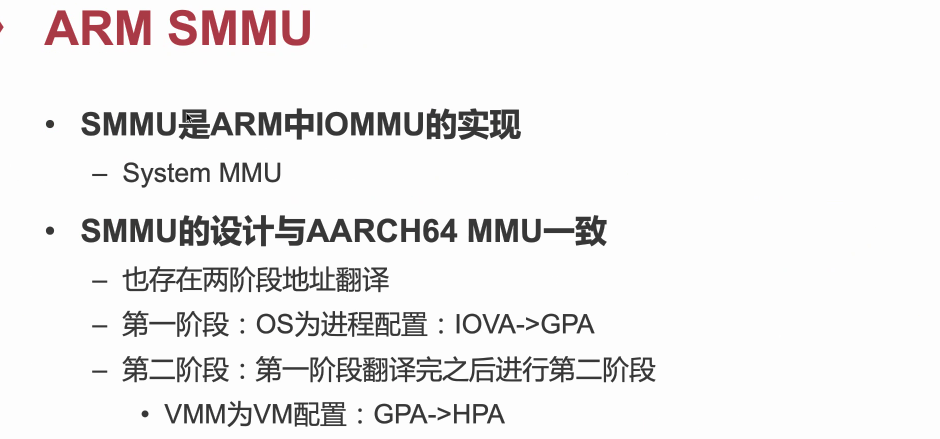 ARM SMMU
• SMMU是ARM中IOMMU的实现
– System MMU
• SMMU的设计与AARCH64 MMU一致
– 也存在两阶段地址翻译
– 第一阶段：OS为进程配置：IOVA->GPA
– 第二阶段：第一阶段翻译完之后进行第二阶段
• VMM为VM配置：GPA->HPA